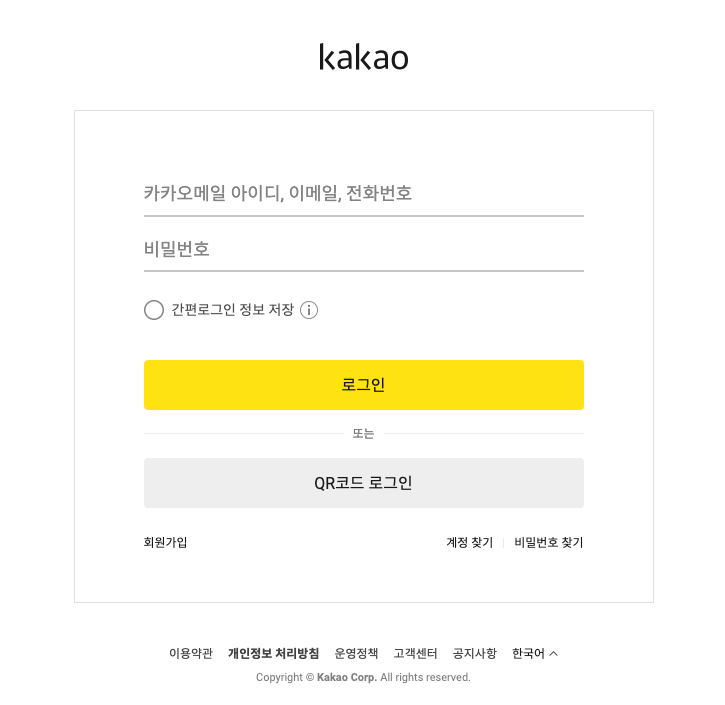 kakao
카카오메일 아이디, 이메일, 전화번호
비밀번호
간편로그인 정보 저장
로그인
또는
QR코드 로그인
회원가입 계정 찾기 비밀번호 찾기
이용약관 개인정보 처리방침 운영정책 고객센터 공지사항 한국어
Copyright © Kakao Corp. All rights reserved.